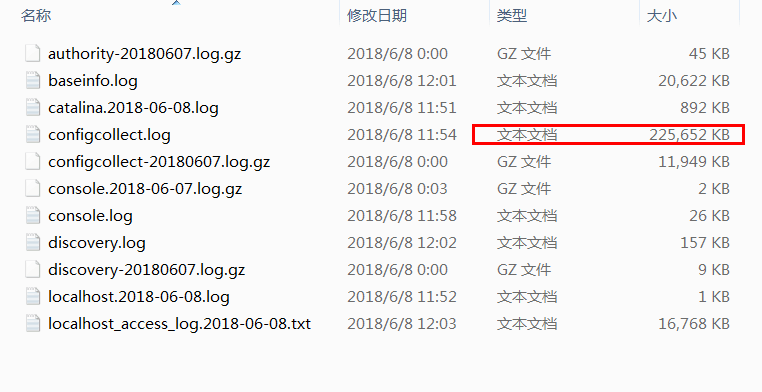 名称 修改日期 类型 大小
authority-20180607.log.gz 2018/6/8 0:00 GZ 文件 45 KB
baseinfo.log 2018/6/8 12:01 文本文档 20,622 KB
catalina.2018-06-08.log 2018/6/8 11:51 文本文档 892 KB
configcollect.log 2018/6/8 11:54 文本文档 225,652 KB
configcollect-20180607.log.gz 2018/6/8 0:00 GZ 文件 11,949 KB
console.2018-06-07.log.gz 2018/6/8 0:03 GZ 文件 2 KB
console.log 2018/6/8 11:58 文本文档 26 KB
discovery.log 2018/6/8 12:02 文本文档 157 KB
discovery-20180607.log.gz 2018/6/8 0:00 GZ 文件 9 KB
localhost.2018-06-08.log 2018/6/8 11:52 文本文档 1 KB
localhost_access_log.2018-06-08.txt 2018/6/8 12:03 文本文档 16,768 KB